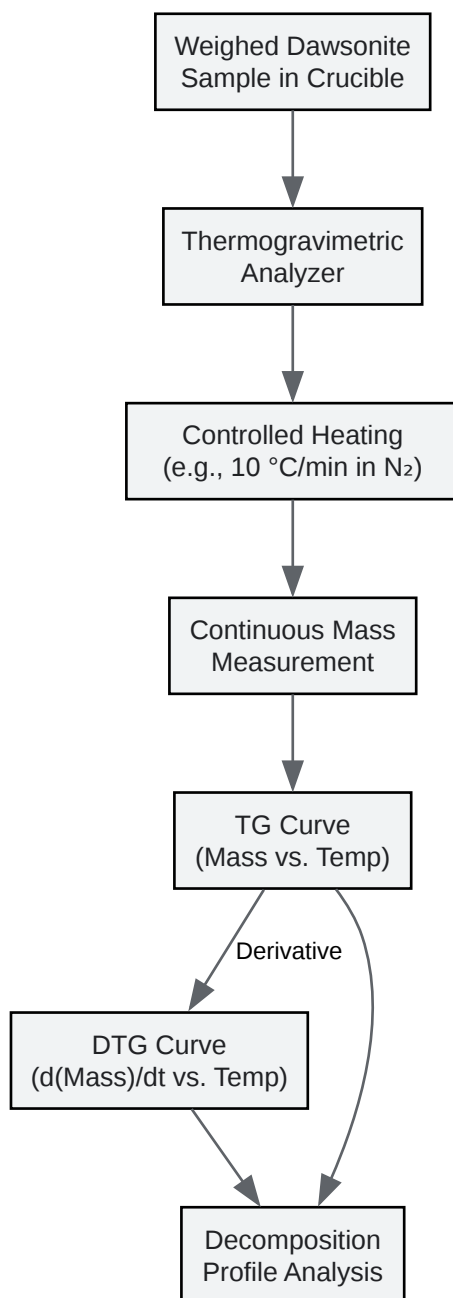 Weighed Dawsonite
Sample in Crucible
Thermogravimetric
Analyzer
Controlled Heating
(e.g., 10 °C/min in N₂)
Continuous Mass
Measurement
TG Curve
(Mass vs. Temp)
Derivative
DTG Curve
(d(Mass)/dt vs. Temp)
Decomposition
Profile Analysis